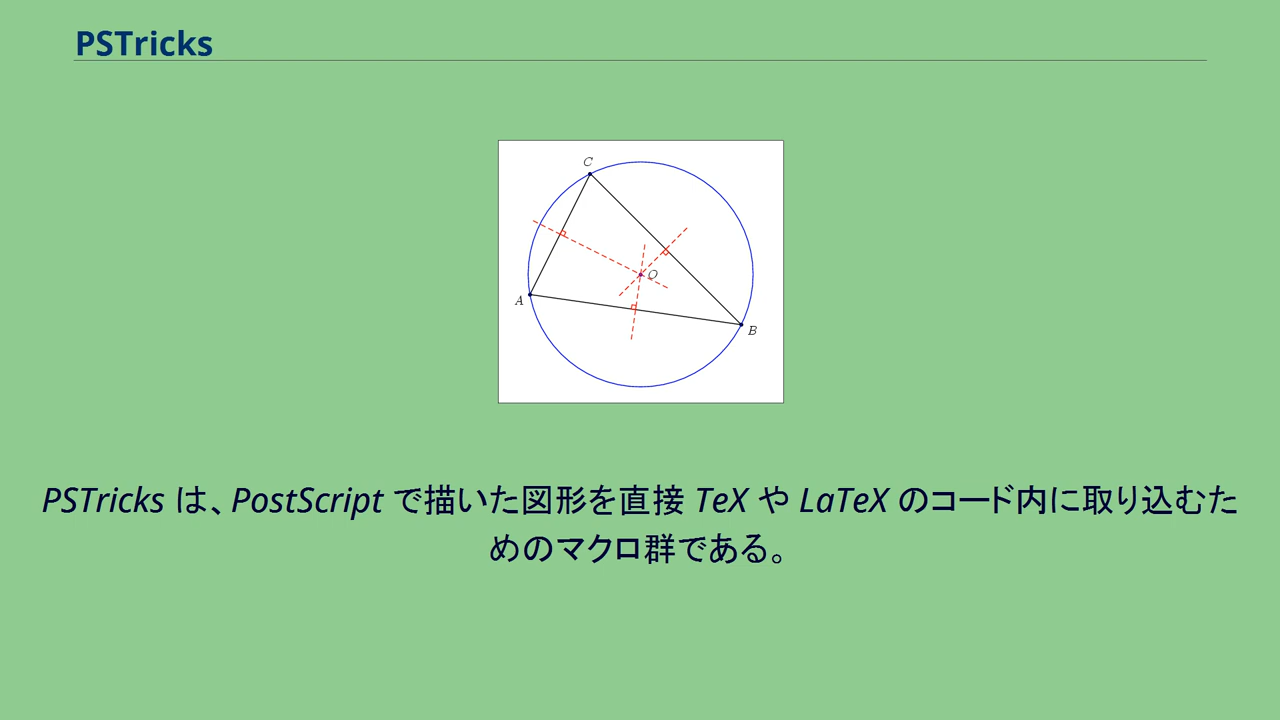 PSTricks
C
O
A
B
PSTricks は、PostScript で描いた図形を直接 TeX や LaTeX のコード内に取り込むた
めのマクロ群である。